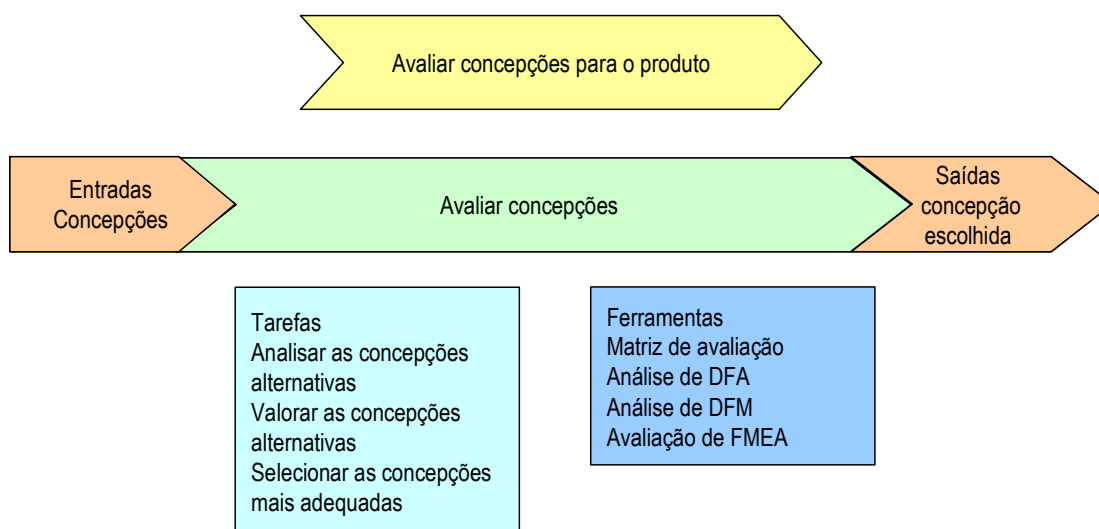 Avaliar concepções para o produto
Entradas
Concepções
Avaliar concepções
Saídas
concepção
escolhida
Tarefas
Analisar as concepções
alternativas
Valorar as concepções
alternativas
Selecionar as concepções
mais adequadas
Ferramentas
Matriz de avaliação
Análise de DFA
Análise de DFM
Avaliação de FMEA